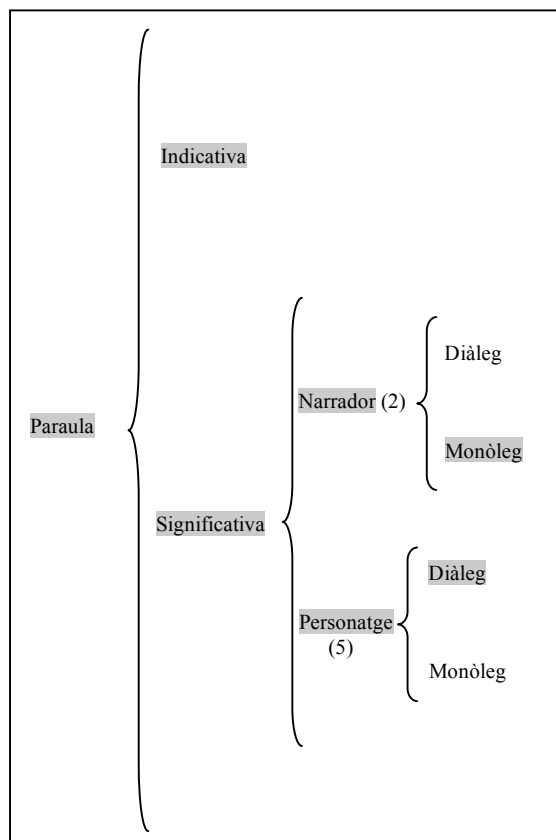 Indicativa
Diàleg
Narrador (2)
Paraula
Monòleg
Significativa
Diàleg
Personatge
(5)
Monòleg